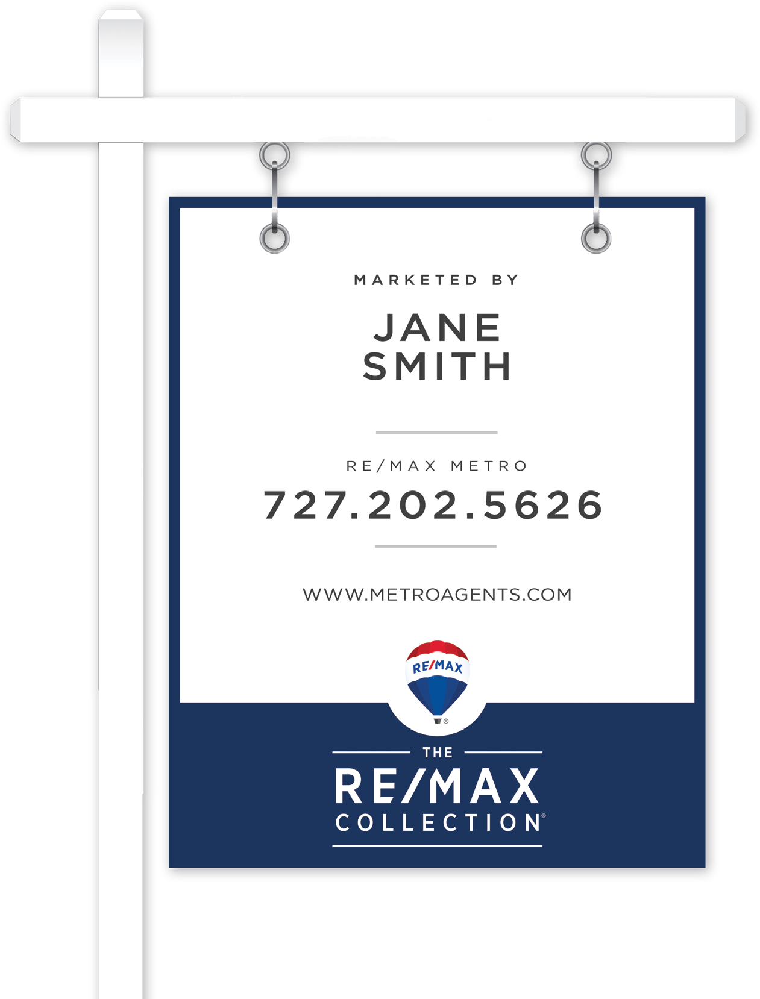 MARKETED BY
JANE
SMITH
RE/MAX METRO
727.202.5626
WWW.METROAGENTS.COM
RE/MAX
®
THE
RE/MAX
COLLECTION®